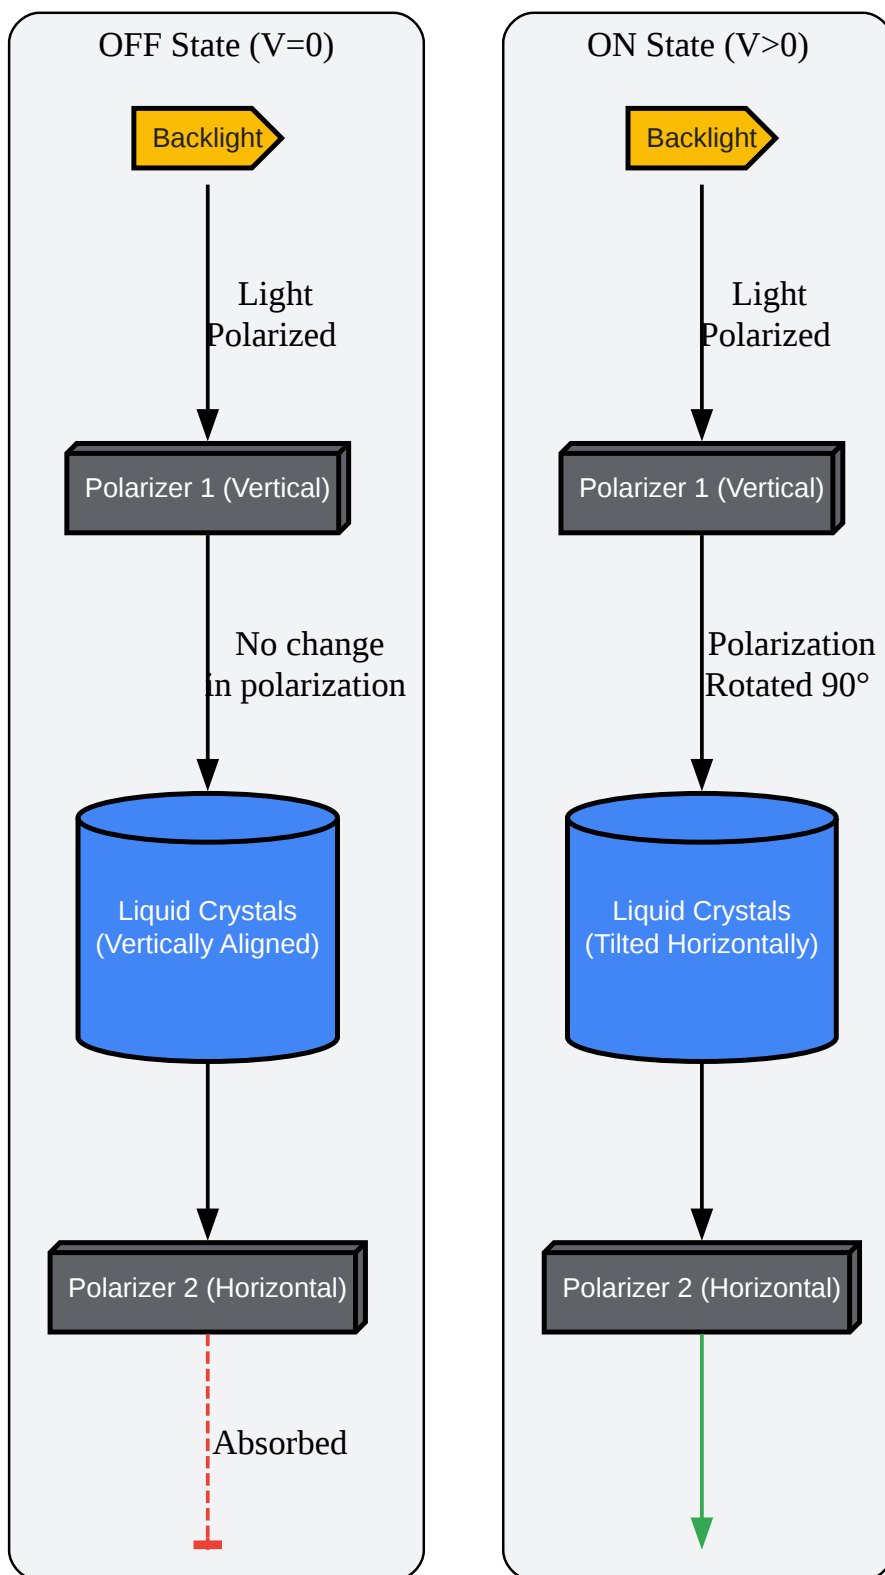 OFF State (V=0)
Backlight
Light
Polarized
Polarizer 1 (Vertical)
No change
in polarization
Liquid Crystals
(Vertically Aligned)
Polarizer 2 (Horizontal)
Absorbed
ON State (V>0)
Backlight
Light
Polarized
Polarizer 1 (Vertical)
Polarization
Rotated 90°
Liquid Crystals
(Tilted Horizontally)
Polarizer 2 (Horizontal)